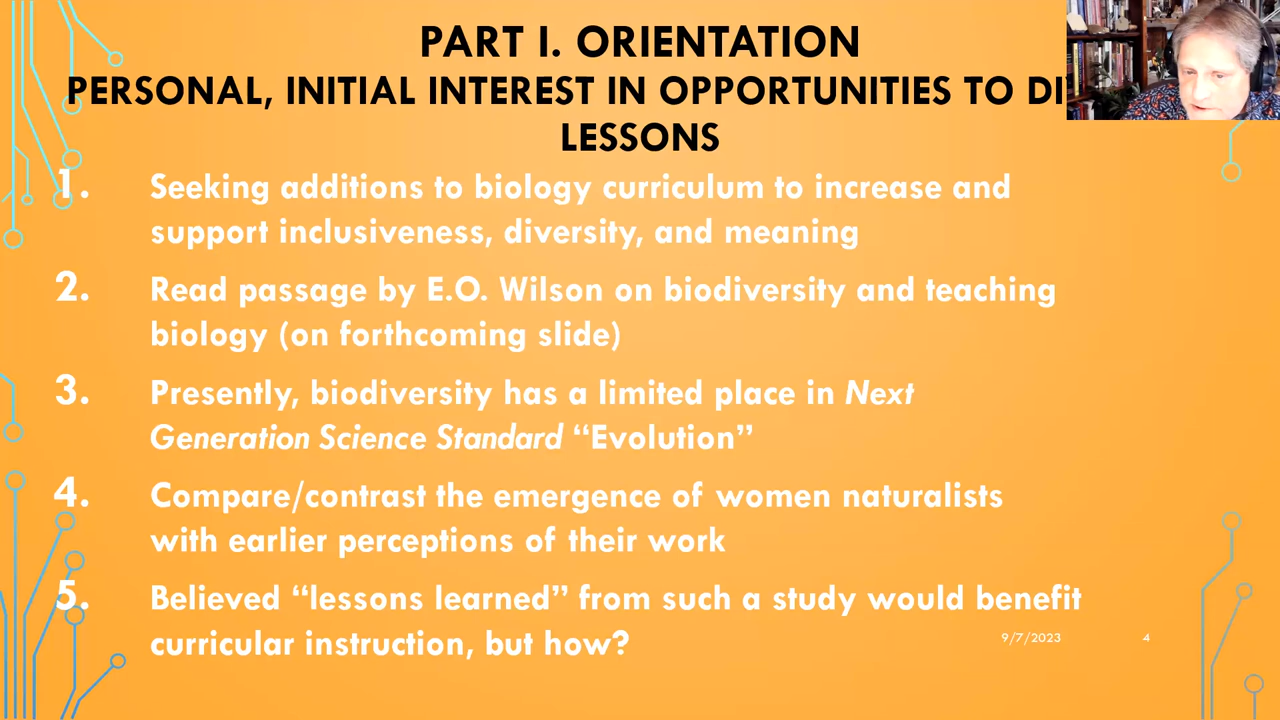 PART I. ORIENTATION
PERSONAL, INITIAL INTEREST IN OPPORTUNITIES TO
LESSONS
1. Seeking additions to biology curriculum to increase and
support inclusiveness, diversity, and meaning
2. Read passage by E.O. Wilson on biodiversity and teaching
biology (on forthcoming slide)
3. Presently, biodiversity has a limited place in Next
Generation Science Standard “Evolution”
4. Compare/contrast the emergence of women naturalists
with earlier perceptions of their work
5. Believed “lessons learned” from such a study would benefit
curricular instruction, but how?
9/7/2023 4